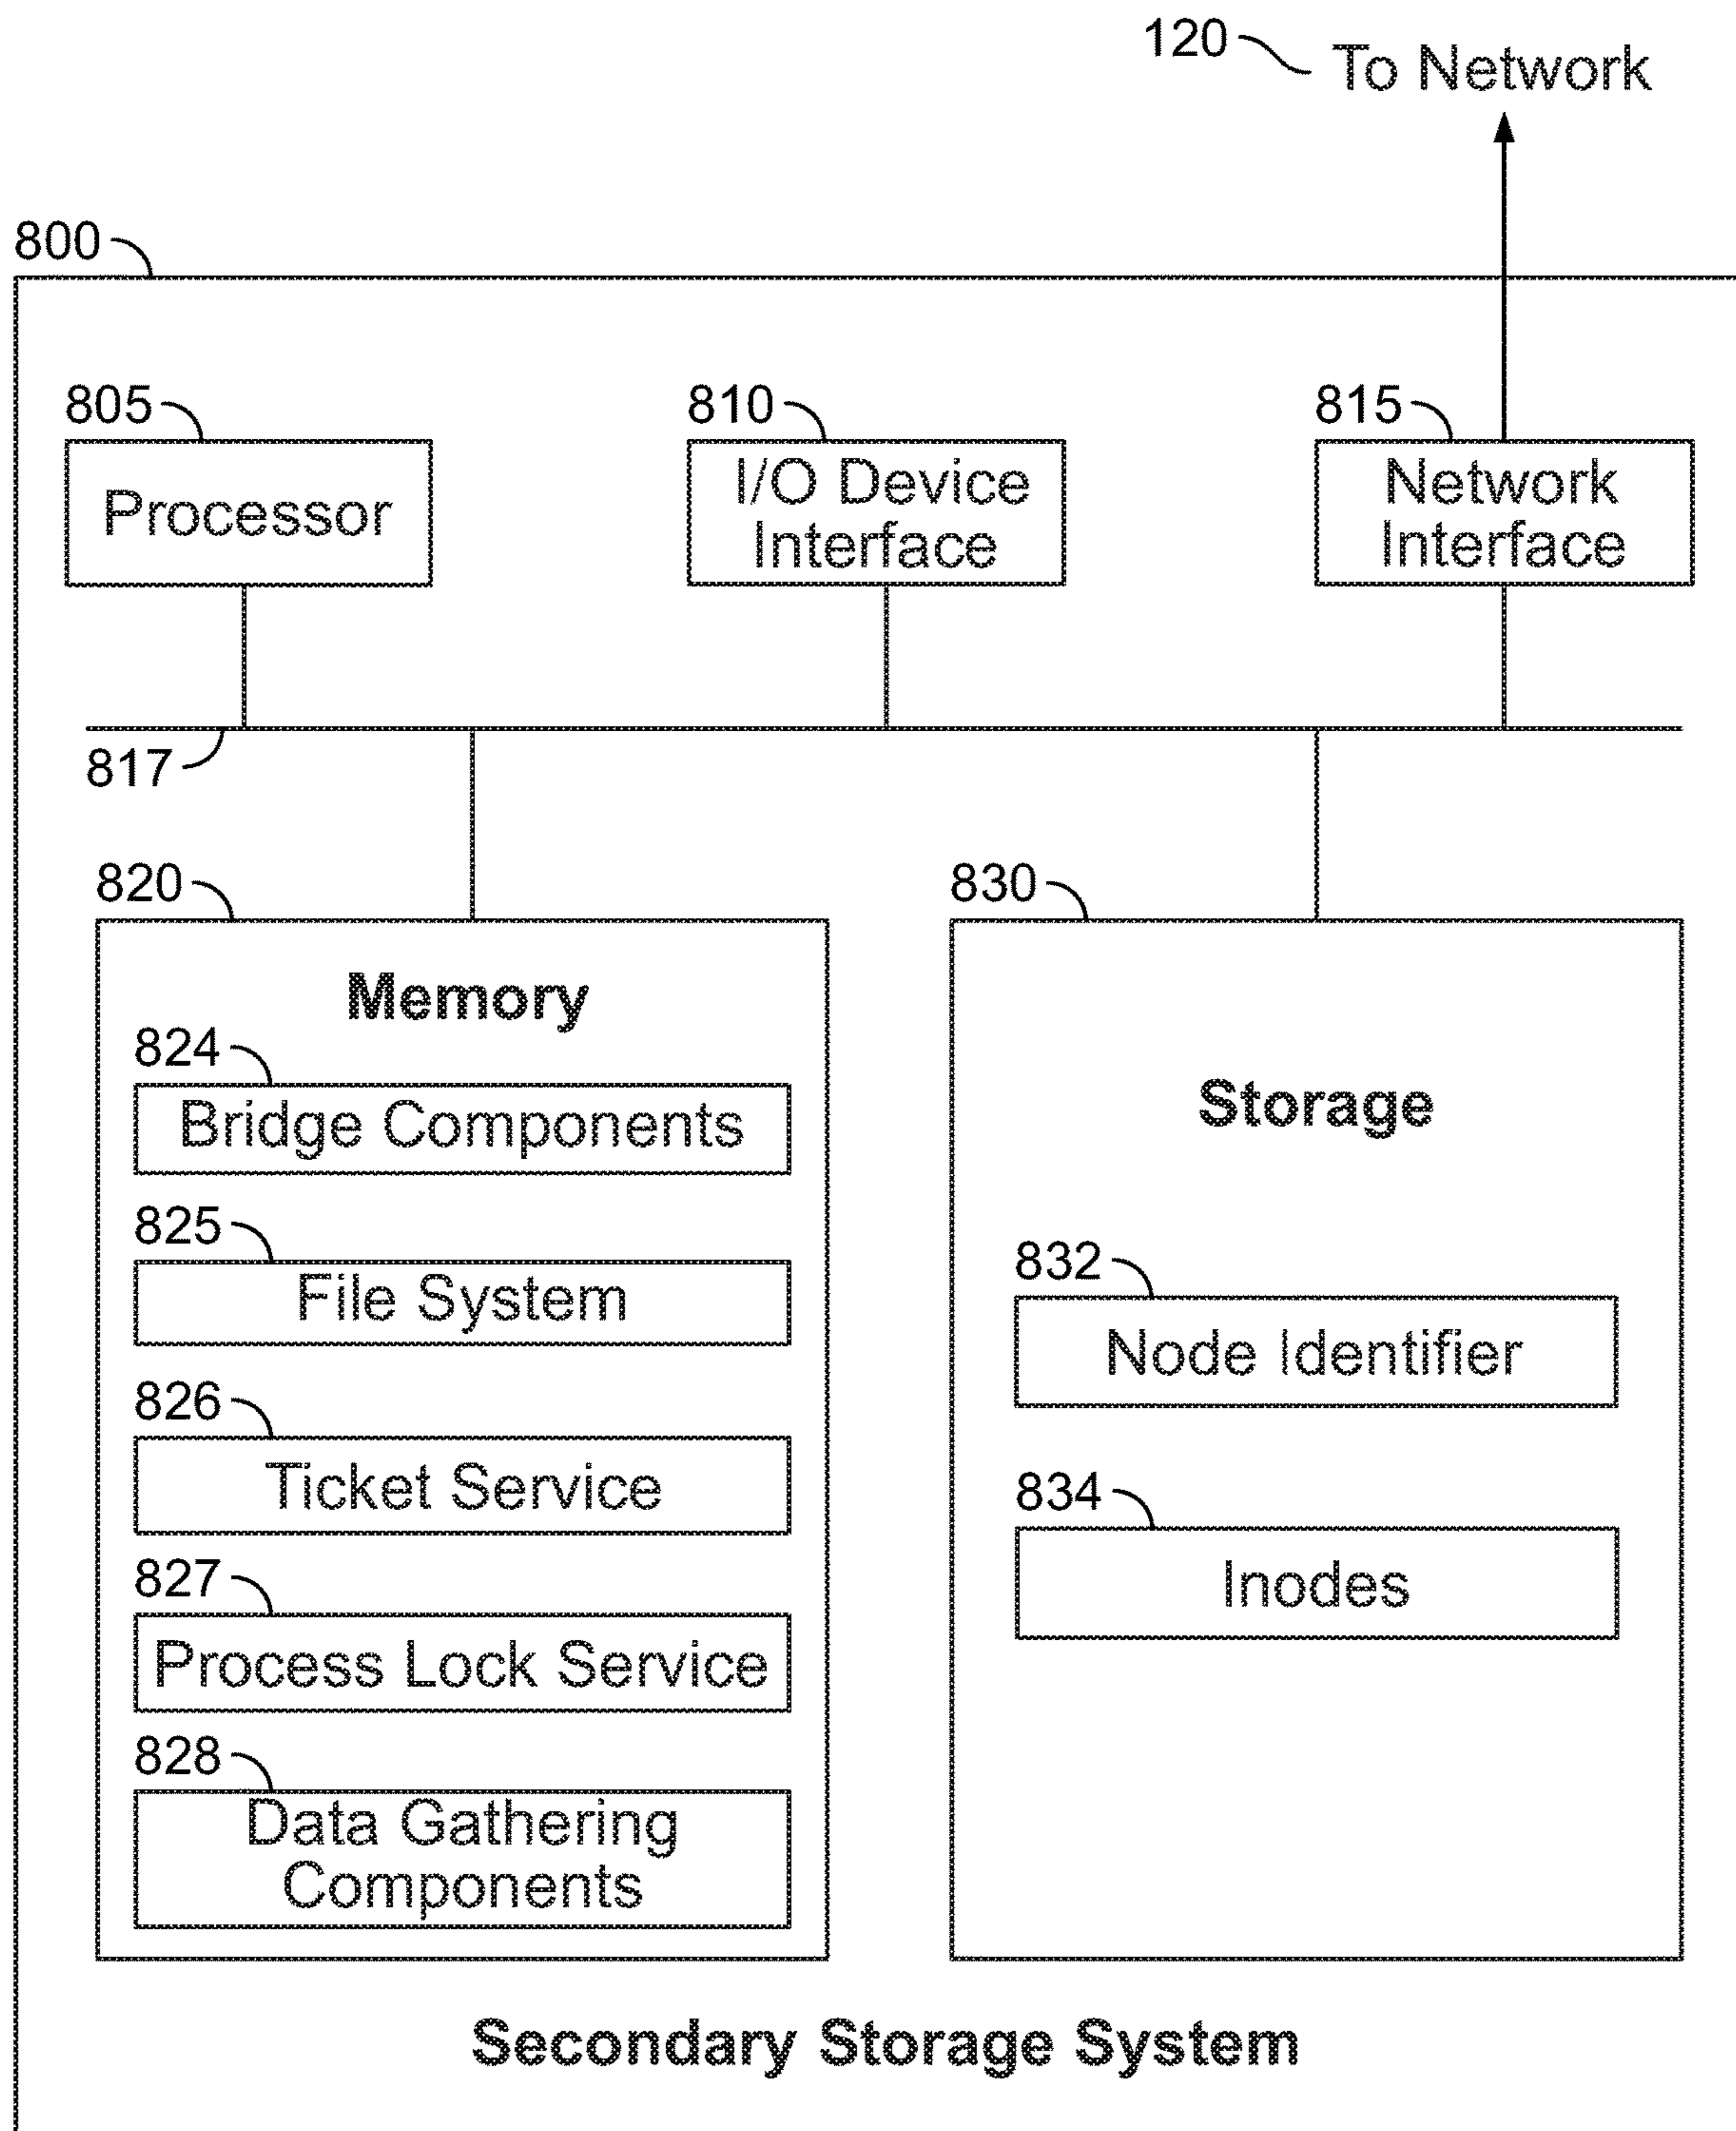 120
To Network
800
805
810
815
Processor
I/O Device
Interface
Network
Interface
817
820
830
Memory
824
Bridge Components
825
File System
826
Ticket Service
827
Process Lock Service
828
Data Gathering
Components
Storage
832
Node Identifier
834
Inodes
Secondary Storage System